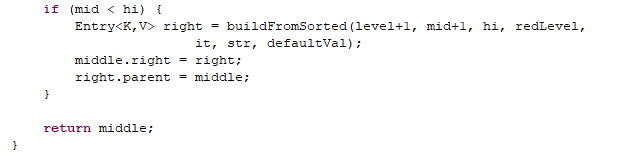 if (mid < hi) {
Entry<K,V> right = buildFromSorted(level+1, mid+1, hi, redLevel,
it, str, defaultVal);
middle.right = right;
right.parent = middle;
}
return middle;
}